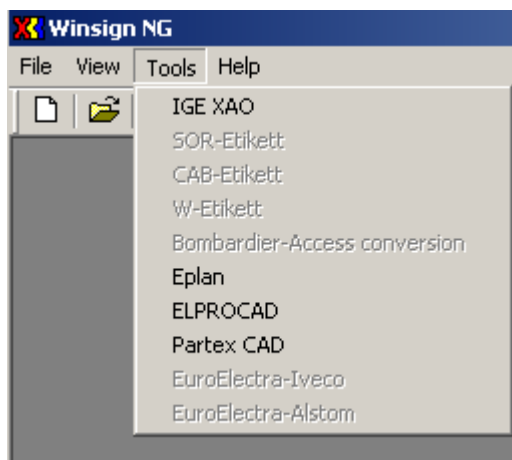 Winsign NG
File View Tools Help
IGE XAO
SOR-Etikett
CAB-Etikett
W-Etikett
Bombardier-Access conversion
Eplan
ELPROCAD
Partex CAD
EuroElectra-Iveco
EuroElectra-Alstom